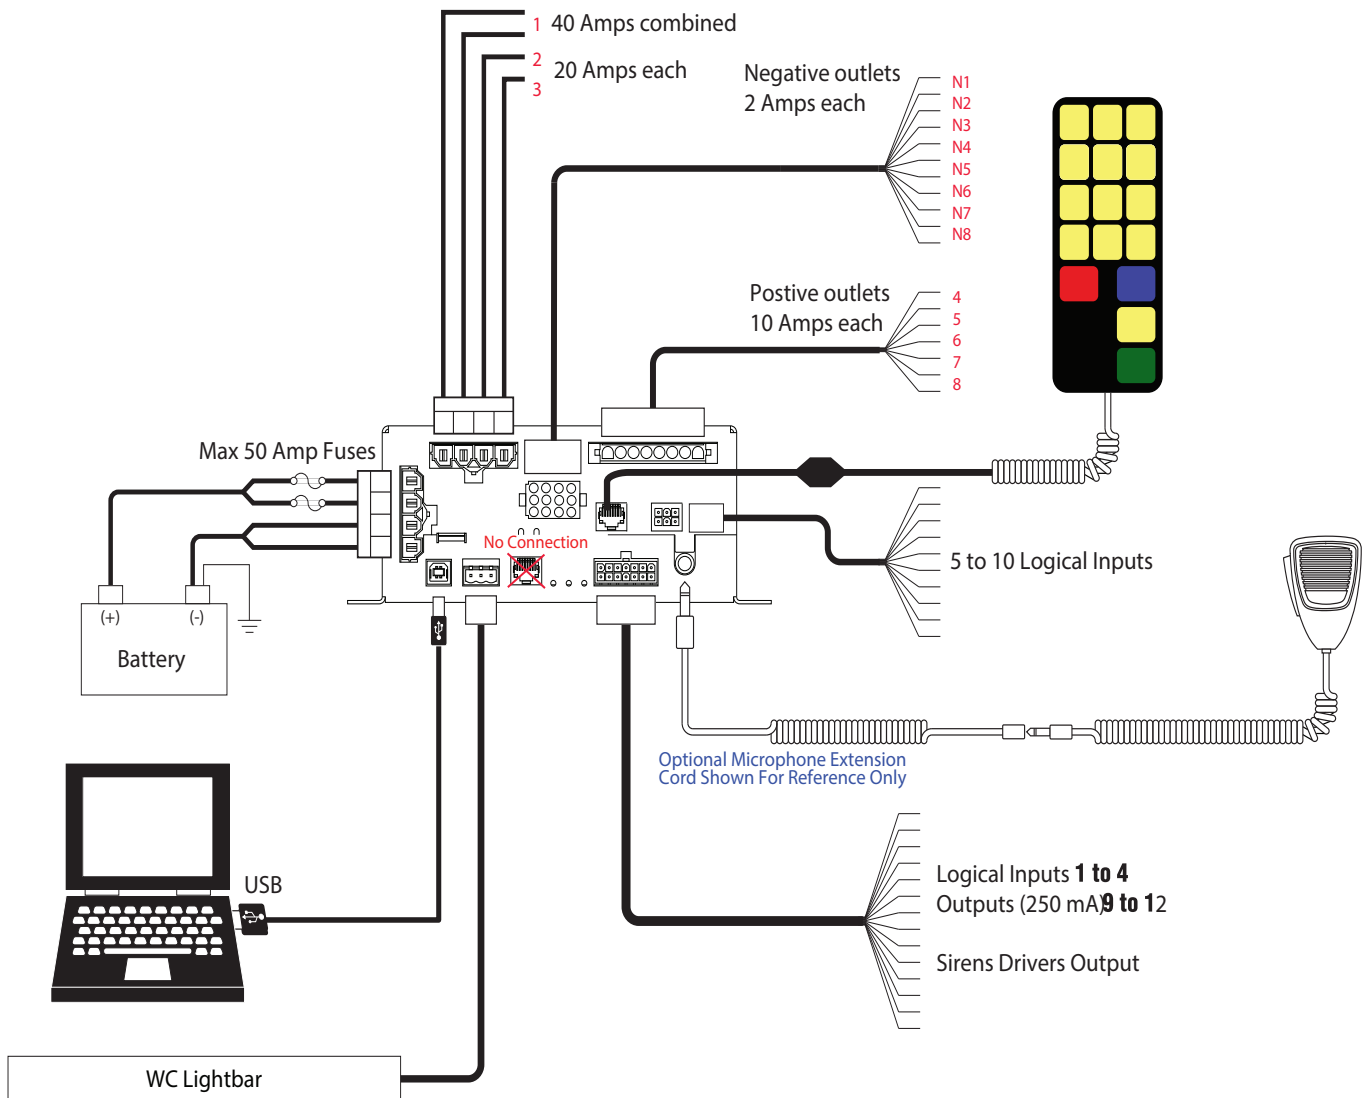 1 40 Amps combined
2
20 Amps each
3
Negative outlets
2 Amps each
N1
N2
N3
N4
N5
N6
N7
N8
Postive outlets
10 Amps each
4
5
6
7
8
Max 50 Amp Fuses
No Connection
5 to 10 Logical Inputs
(+)
(-)
Battery
Optional Microphone Extension
Cord Shown For Reference Only
USB
Logical Inputs 1 to 4
Outputs (250 mA)9 to 12
Sirens Drivers Output
WC Lightbar